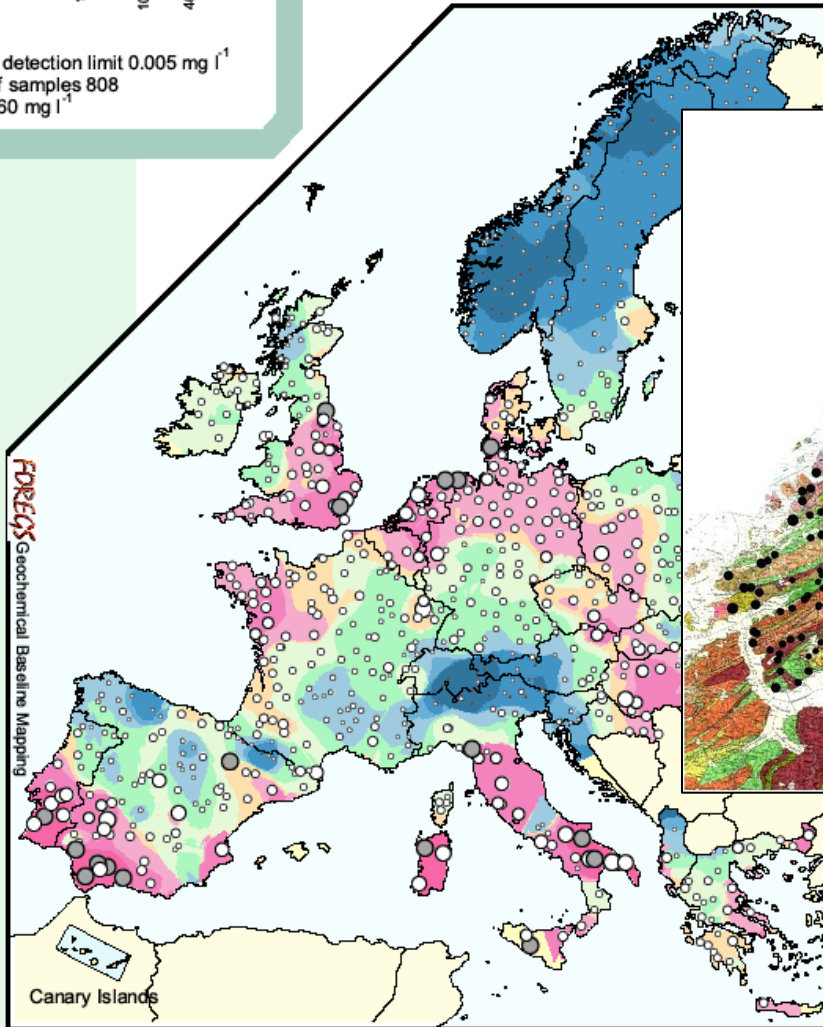 detection limit 0.005 mg l-1
samples 808
60 mg l-1
FOREGS Geochemical Baseline Mapping
Canary Islands